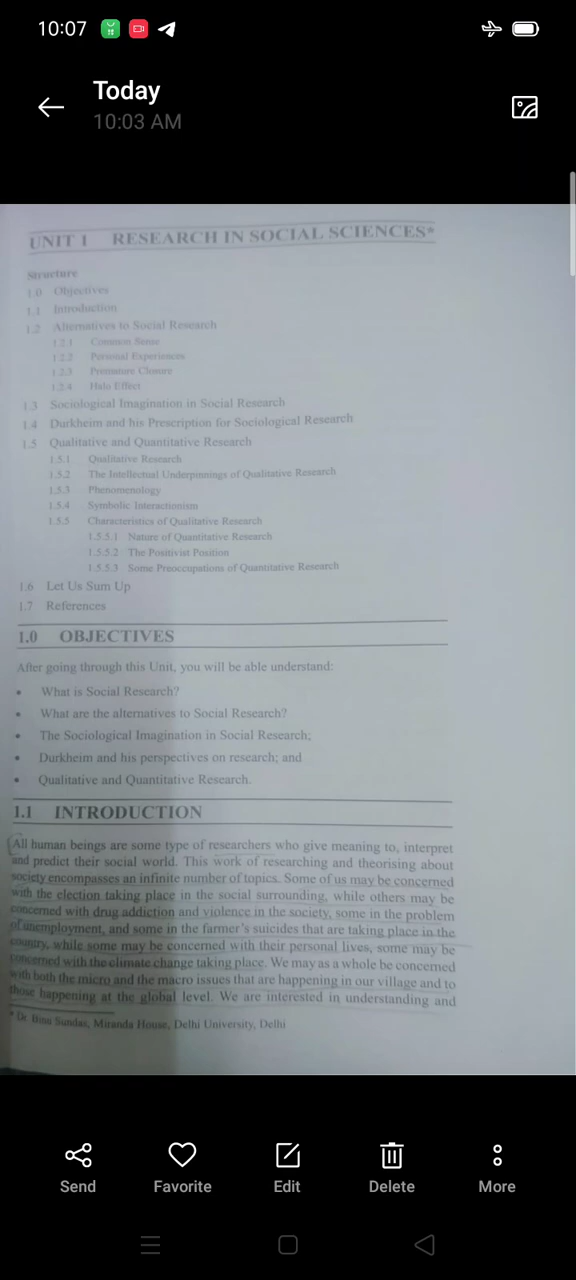 10:07
Today
10:03 AM
UNIT 1 RESEARCH IN SOCIAL SCIENCES*
Structure
1.0 Objectives
1.1 Introduction
1.2 Alternatives to Social Research
1.2.1 Common Sense
1.2.2 Personal Experiences
1.2.3 Premature Closure
1.2.4 Halo Effect
1.3 Sociological Imagination in Social Research
1.4 Durkheim and his Prescription for Sociological Research
1.5 Qualitative and Quantitative Research
1.5.1 Qualitative Research
1.5.2 The Intellectual Underpinnings of Qualitative Research
1.5.3 Phenomenology
1.5.4 Symbolic Interactionism
1.5.5 Characteristics of Qualitative Research
1.5.5.1 Nature of Quantitative Research
1.5.5.2 The Positivist Position
1.5.5.3 Some Preoccupations of Quantitative Research
1.6 Let Us Sum Up
1.7 References
1.0 OBJECTIVES
After going through this Unit, you will be able understand:
• What is Social Research?
• What are the alternatives to Social Research?
• The Sociological Imagination in Social Research;
• Durkheim and his perspectives on research; and
• Qualitative and Quantitative Research.
1.1 INTRODUCTION
All human beings are some type of researchers who give meaning to, interpret
and predict their social world. This work of researching and theorising about
society encompasses an infinite number of topics. Some of us may be concerned
with the election taking place in the social surrounding, while others may be
concerned with drug addiction and violence in the society, some in the problem
of unemployment, and some in the farmer's suicides that are taking place in the
country, while some may be concerned with their personal lives, some may be
concerned with the climate change taking place. We may as a whole be concerned
with both the micro and the macro issues that are happening in our village and to
those happening at the global level. We are interested in understanding and
* Dr. Binu Sundas, Miranda House, Delhi University, Delhi
Send
Favorite
Edit
Delete
More